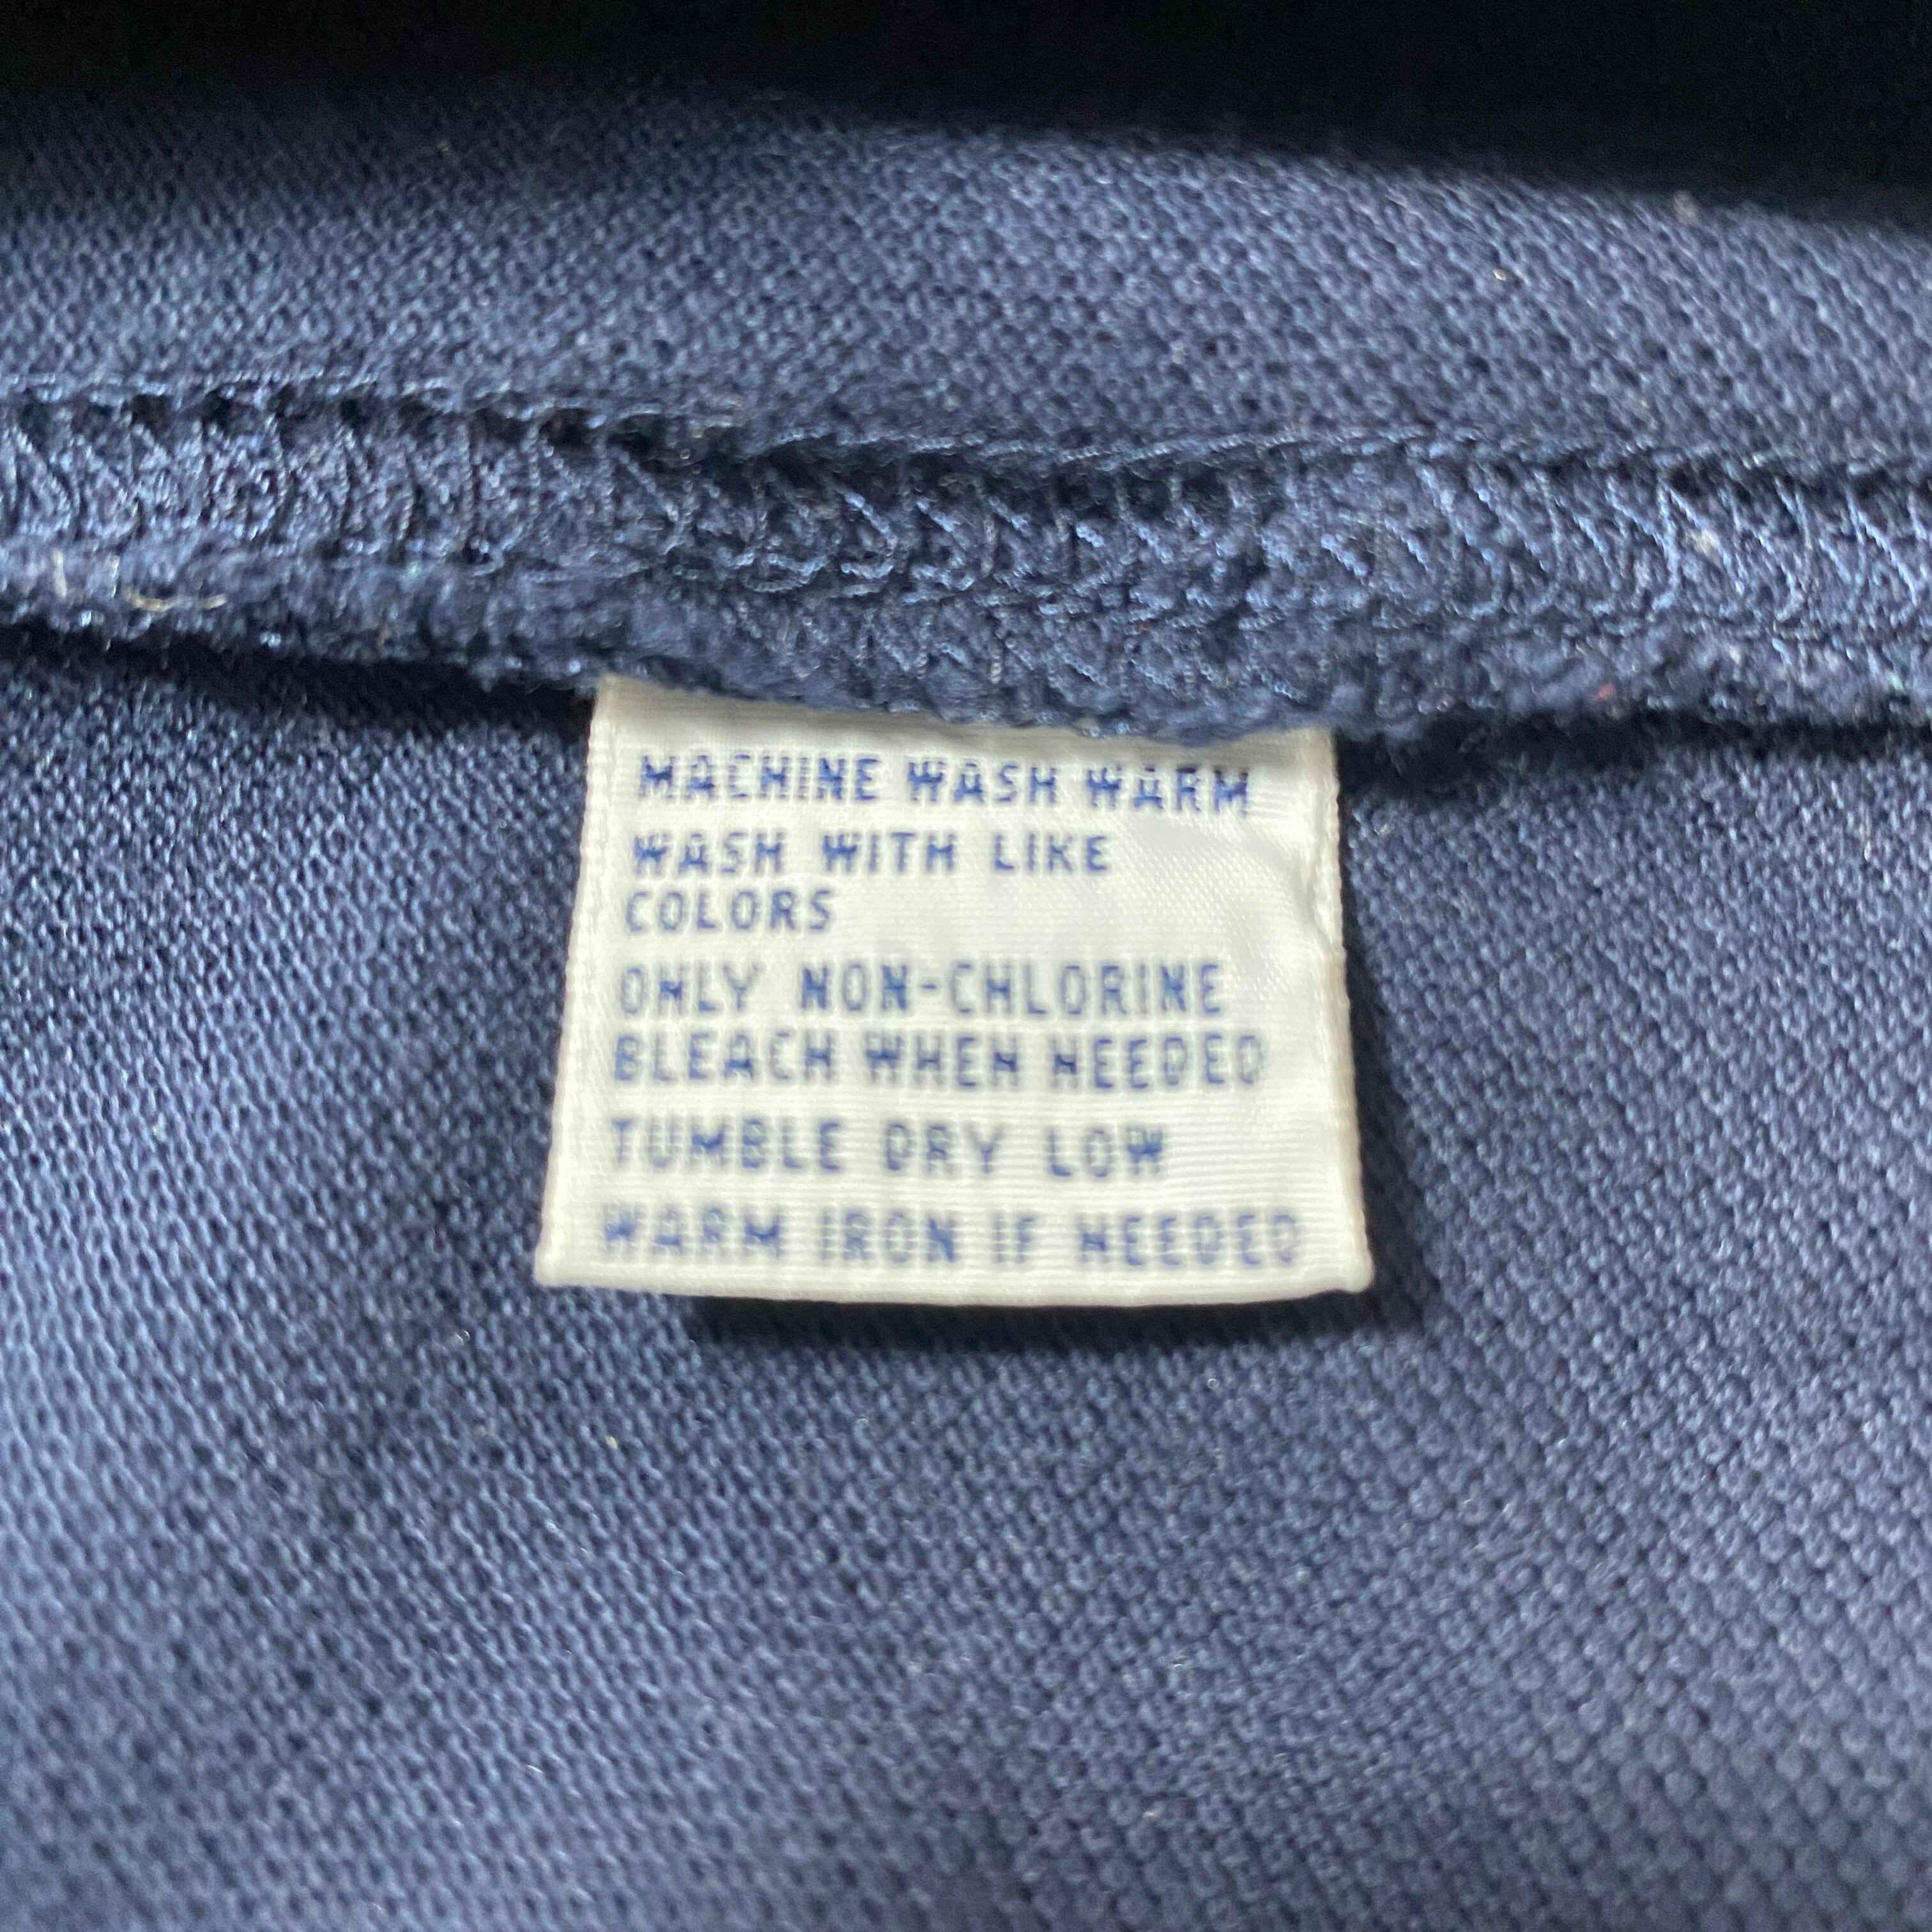 MACHINE WASH WARM
WASH WITH LIKE
COLORS
ONLY NON-CHLORINE
BLEACH WHEN NEEDED
TUMBLE DRY LOW
WARM IRON IF NEEDED